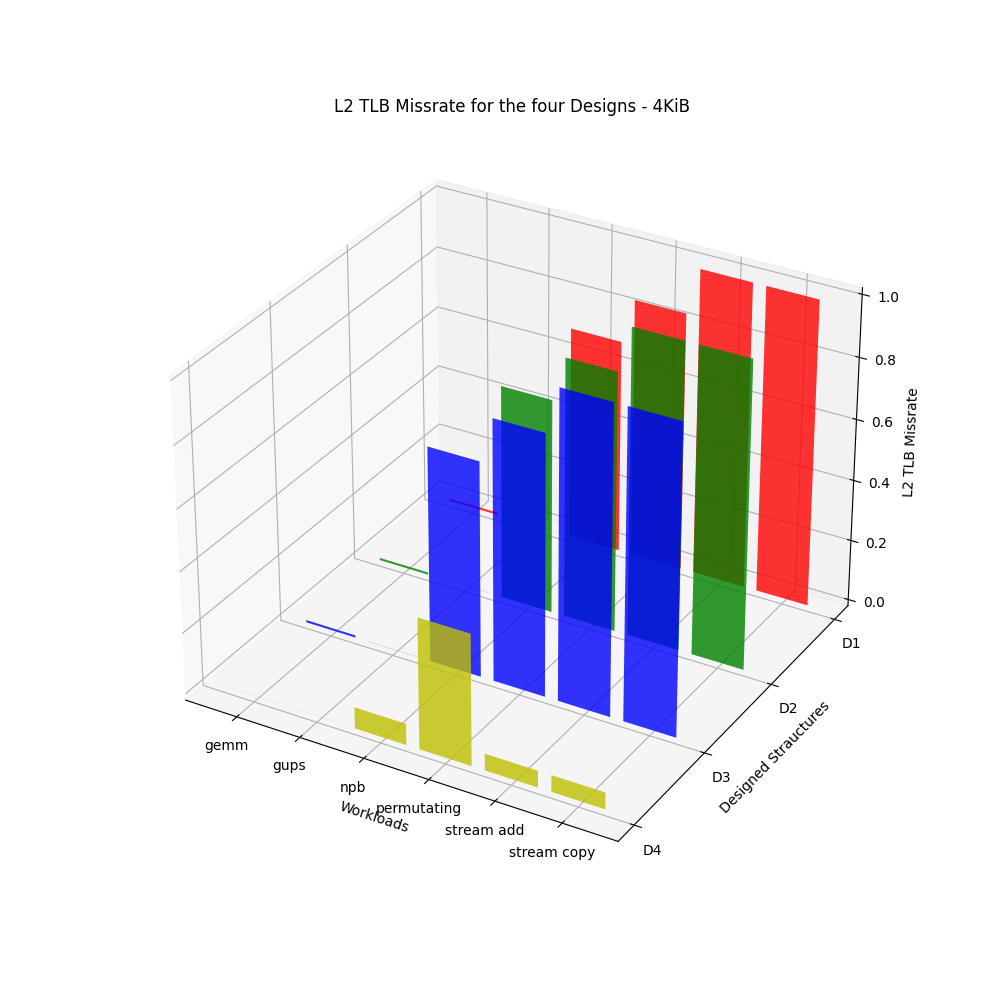 L2 TLB Missrate for the four Designs - 4KiB
1.0
0.8
0.6
0.4
0.2
0.0
L2 TLB Missrate
D1
D2
D3
D4
Designed Strauctures
gemm
gups
npb
permutating
stream add
stream copy
Workloads